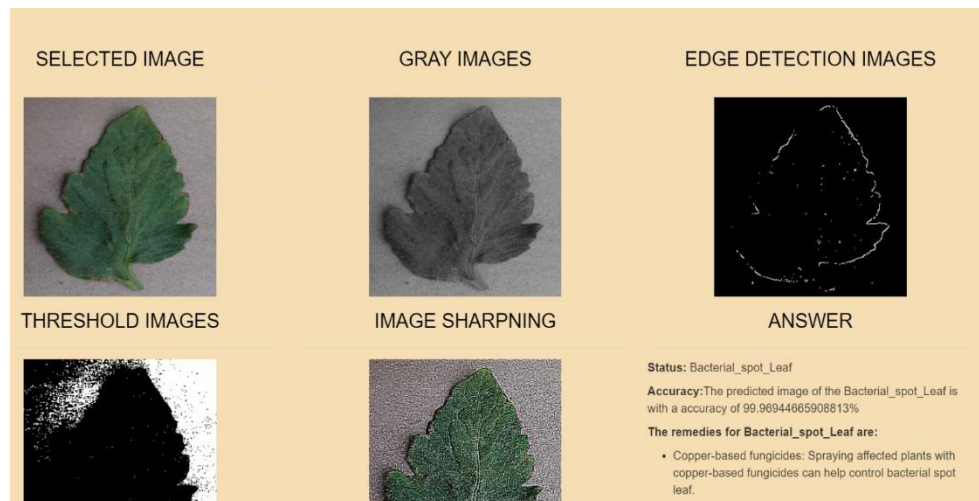 SELECTED IMAGE
GRAY IMAGES
EDGE DETECTION IMAGES
THRESHOLD IMAGES
IMAGE SHARPNING
ANSWER
Status: Bacterial_spot_Leaf
Accuracy:The predicted image of the Bacterial_spot_Leaf is
with a accuracy of 99.96944665908813%
The remedies for Bacterial_spot_Leaf are:
• Copper-based fungicides: Spraying affected plants with
copper-based fungicides can help control bacterial spot
leaf.